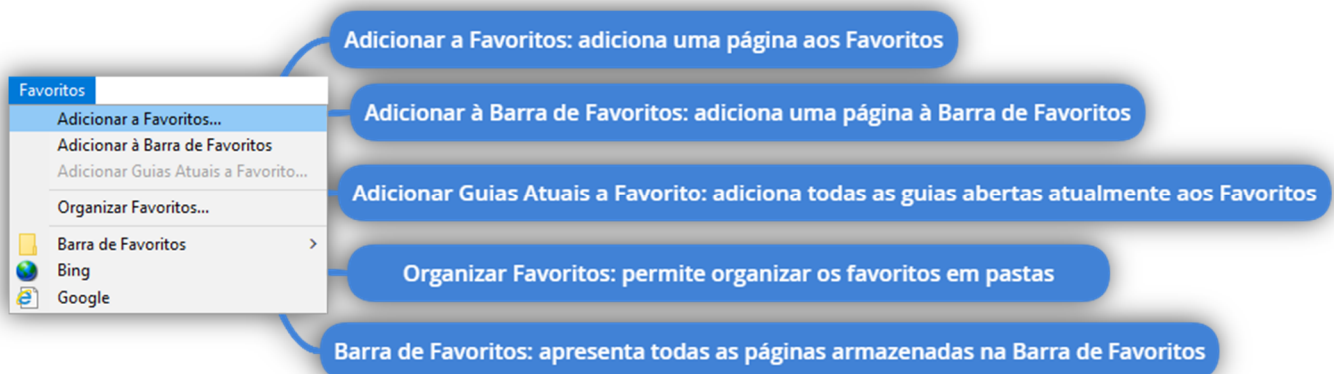 Favoritos
Adicionar a Favoritos...
Adicionar à Barra de Favoritos
Adicionar Guias Atuais a Favorito...
Organizar Favoritos...
Barra de Favoritos
Bing
Google
Adicionar a Favoritos: adiciona uma página aos Favoritos
Adicionar à Barra de Favoritos: adiciona uma página à Barra de Favoritos
Adicionar Guias Atuais a Favorito: adiciona todas as guias abertas atualmente aos Favoritos
Organizar Favoritos: permite organizar os favoritos em pastas
Barra de Favoritos: apresenta todas as páginas armazenadas na Barra de Favoritos